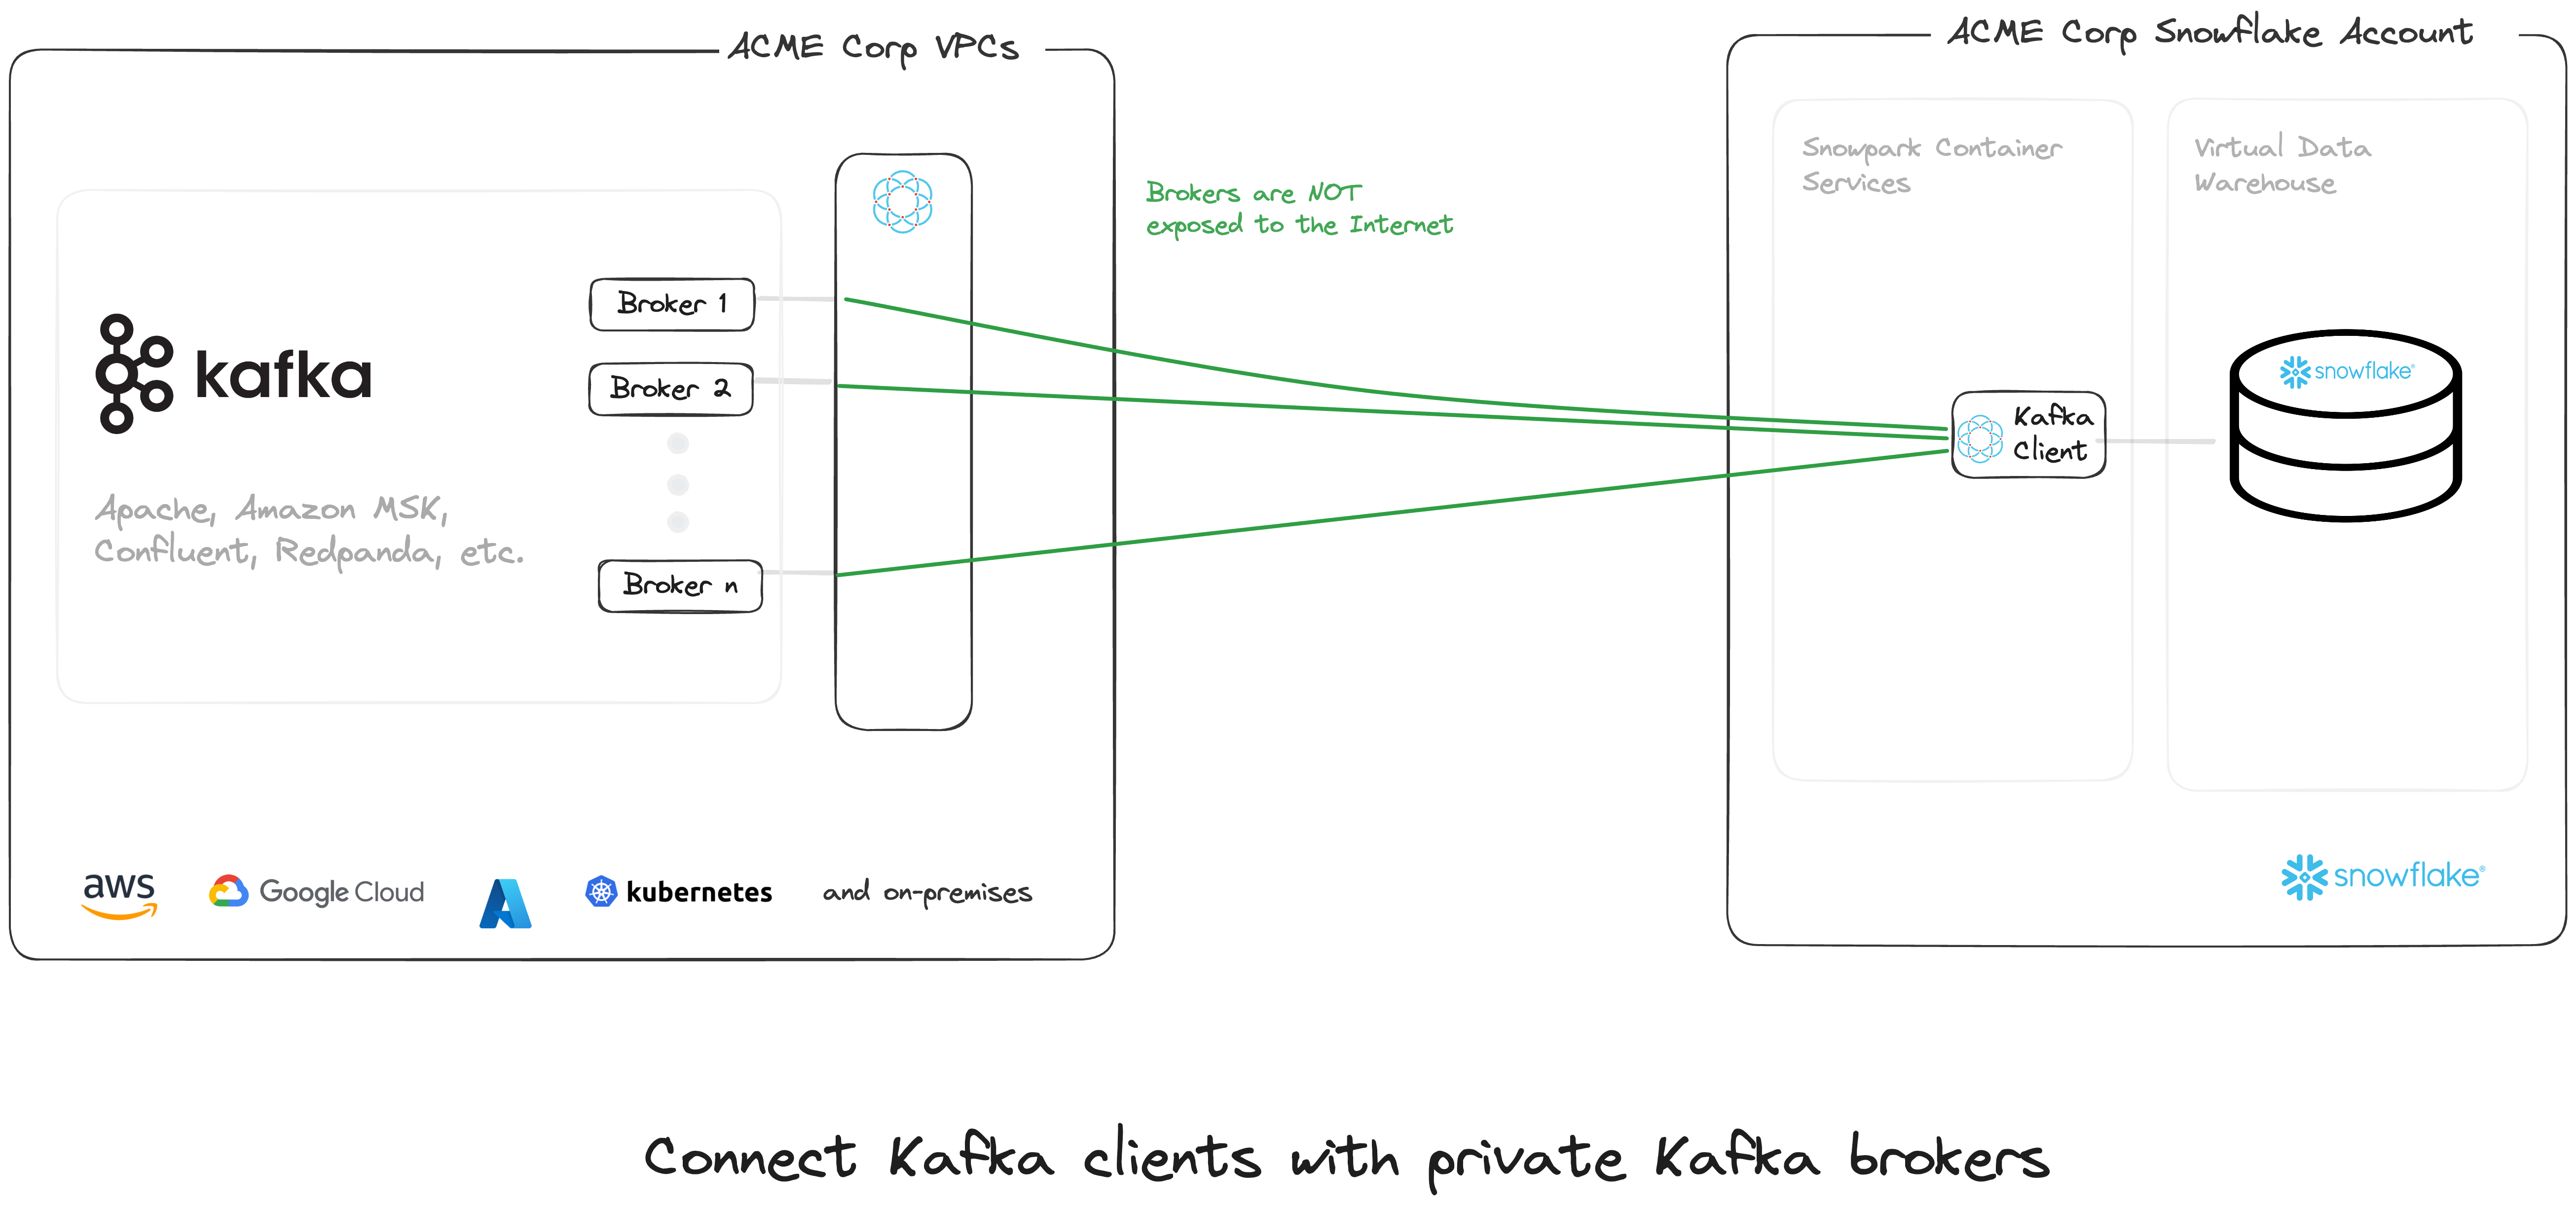 ACME Corp VPCs
ACME Corp Snowflake Account
Snowpark Container
Services
Virtual Data
Warehouse
Brokers are NOT
exposed to the Internet
Broker 1
kafka
Broker 2
snowflake®
Kafka
Client
Apache, Amazon MSK,
Confluent, Redpanda, etc.
Broker n
aws
Google Cloud
kubernetes
and on-premises
snowflake®
Connect Kafka clients with private Kafka brokers